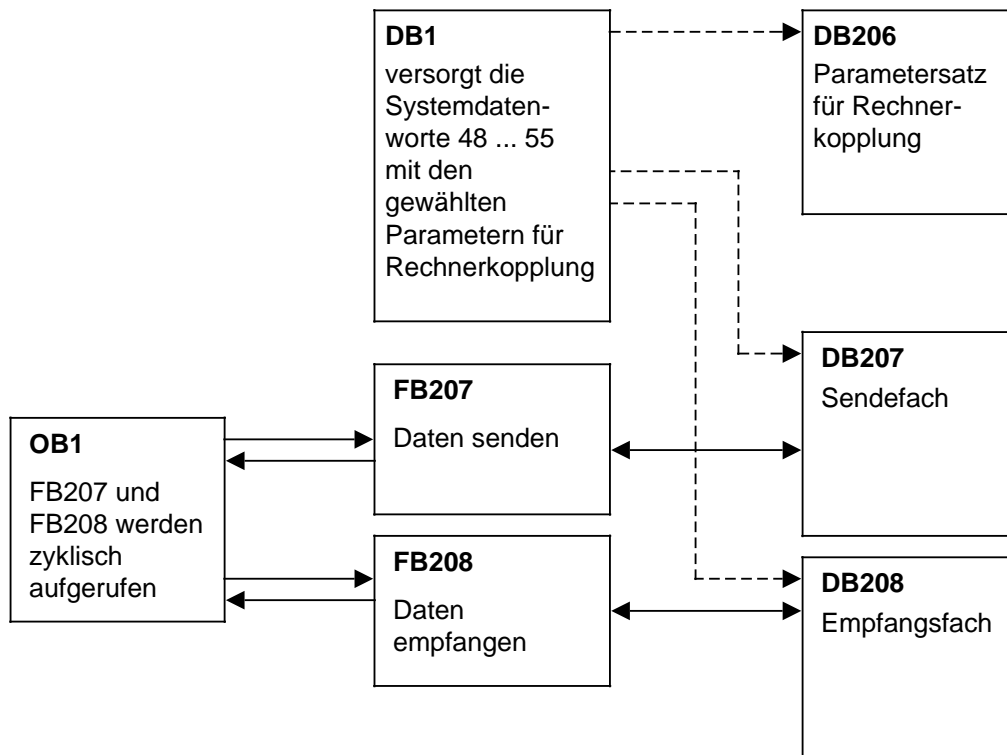 DB1
versorgt die
Systemdaten-
worte 48 ... 55
mit den
gewählten
Parametern für
Rechnerkopplung
DB206
Parametersatz
für Rechner-
kopplung
DB207
Sendefach
FB207
Daten senden
OB1
FB207 und
FB208 werden
zyklisch
aufgerufen
FB208
Daten
empfangen
DB208
Empfangsfach